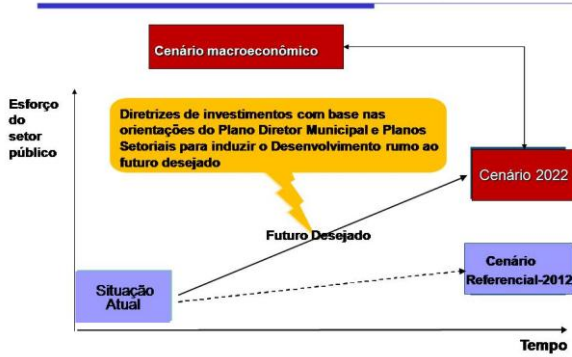 Cenário macroeconômico
Esforço
do
setor
público
Diretrizes de investimentos com base nas
orientações do Plano Diretor Municipal e Planos
Setoriais para induzir o Desenvolvimento rumo ao
futuro desejado
Cenário 2022
Futuro Desejado
Cenário
Referencial-2012
Situação
Atual
Tempo